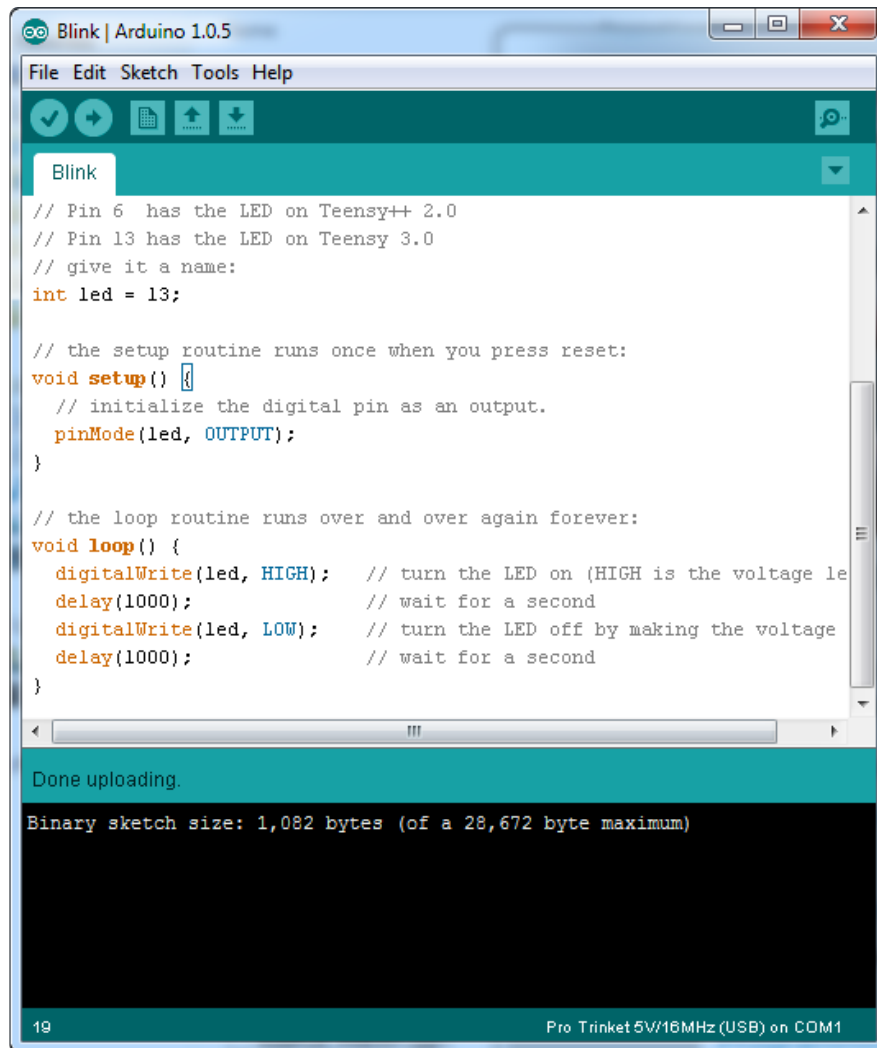 Blink | Arduino 1.0.5
File Edit Sketch Tools Help
Blink
// Pin 6  has the LED on Teensy++ 2.0
// Pin 13 has the LED on Teensy 3.0
// give it a name:
int led = 13;
// the setup routine runs once when you press reset:
void setup() {
  // initialize the digital pin as an output.
  pinMode(led, OUTPUT);
}
// the loop routine runs over and over again forever:
void loop() {
  digitalWrite(led, HIGH);   // turn the LED on (HIGH is the voltage le
  delay(1000);               // wait for a second
  digitalWrite(led, LOW);    // turn the LED off by making the voltage
  delay(1000);               // wait for a second
}
Done uploading.
Binary sketch size: 1,082 bytes (of a 28,672 byte maximum)
19 Pro Trinket 5V/16MHz (USB) on COM1